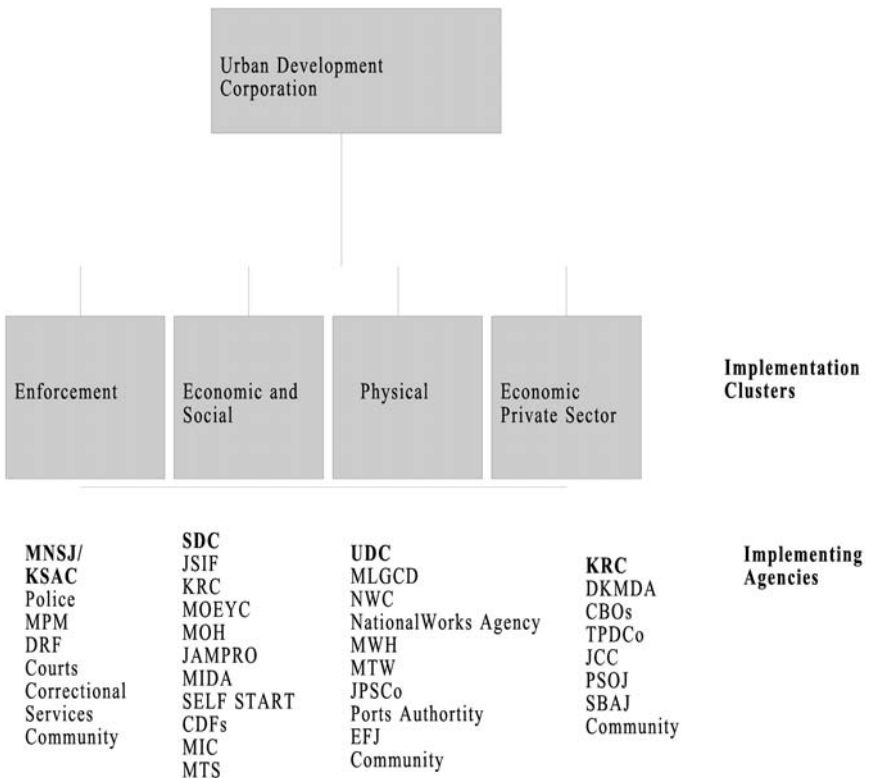 Urban Development
Corporation
Enforcement
Economic and
Social
Physical
Economic
Private Sector
Implementation
Clusters
MNSJ/
KSAC
Police
MPM
DRF
Courts
Correctional
Services
Community
SDC
JSIF
KRC
MOEYC
MOH
JAMPRO
MIDA
SELF START
CDFs
MIC
MTS
UDC
MLGCD
NWC
NationalWorks Agency
MWH
MTW
JPSCo
Ports Authortity
EFJ
Community
KRC
DKMDA
CBOs
TPDCo
JCC
PSOJ
SBAJ
Community
Implementing
Agencies